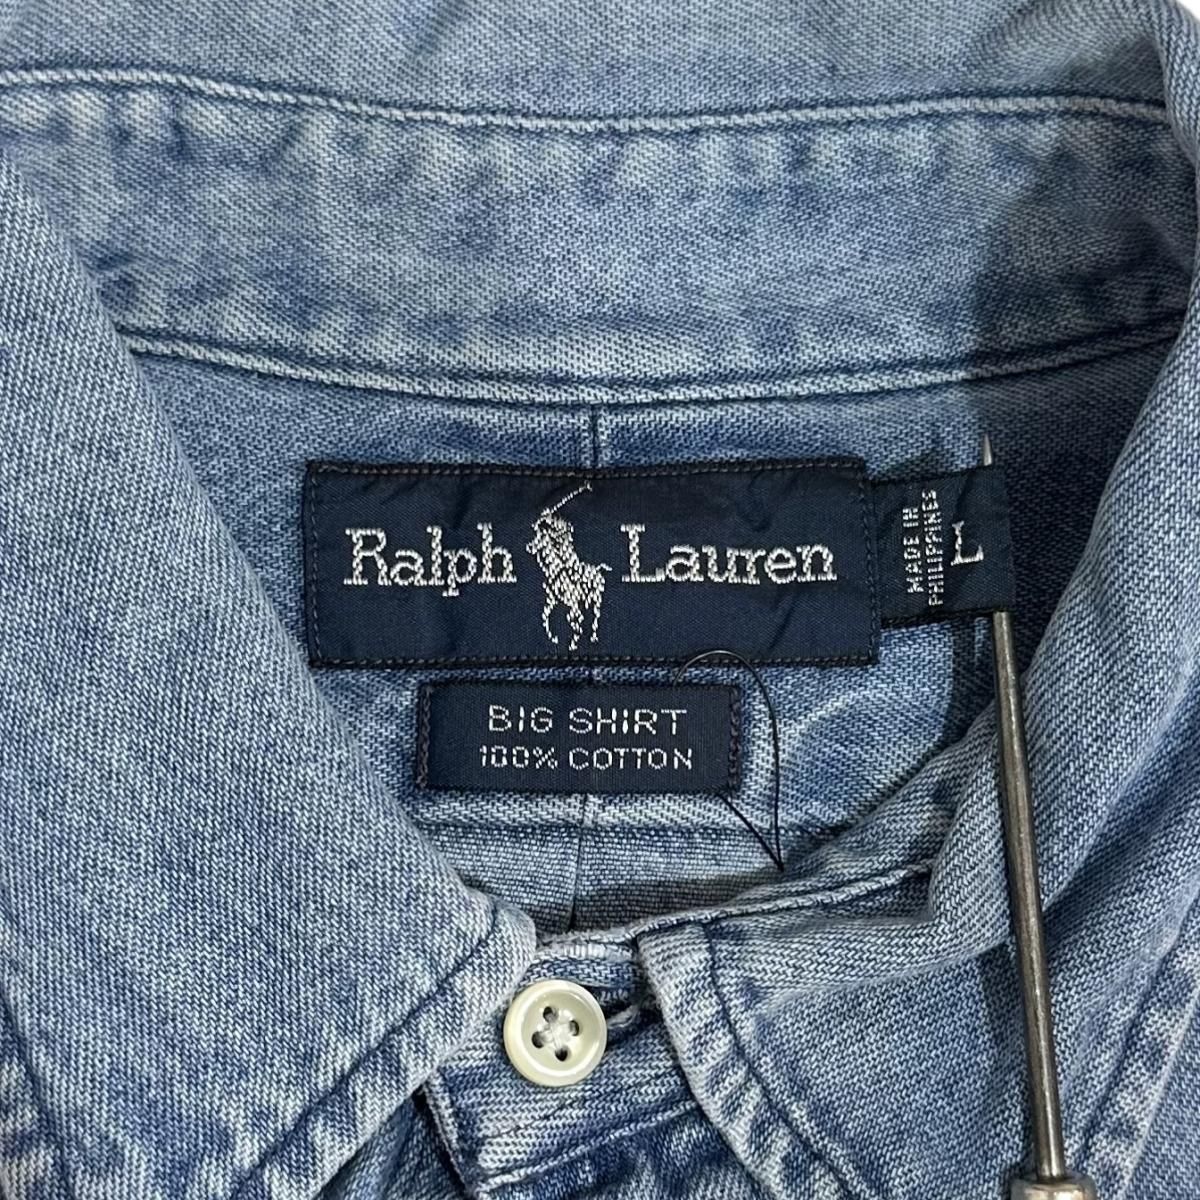 Ralph Lauren
MADE IN
PHILIPPINES
L
BIG SHIRT
100% COTTON